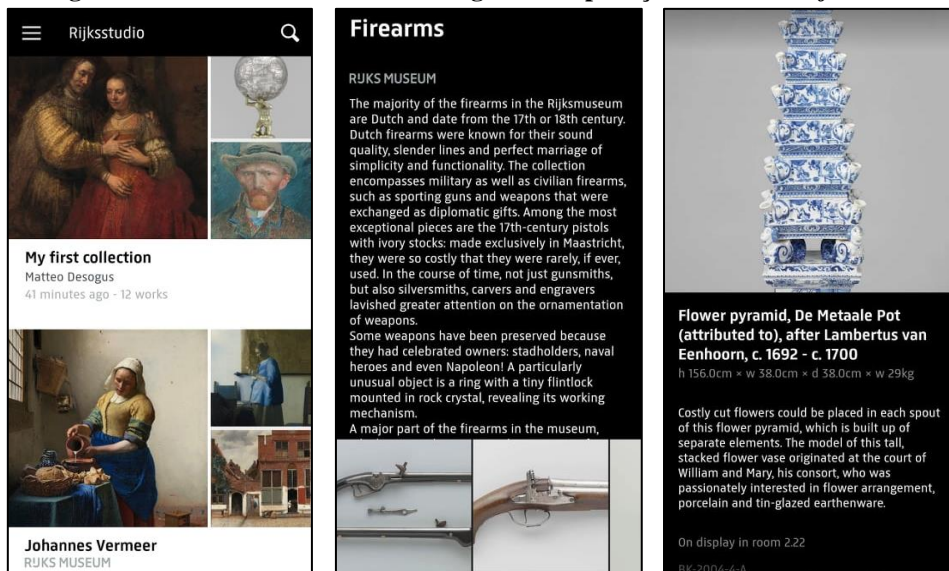 Rijksstudio
My first collection
Matteo Desogus
41 minutes ago - 12 works
Johannes Vermeer
RIJKS MUSEUM
Firearms
RIJKS MUSEUM
The majority of the firearms in the Rijksmuseum
are Dutch and date from the 17th or 18th century.
Dutch firearms were known for their sound
quality, slender lines and perfect marriage of
simplicity and functionality. The collection
encompasses military as well as civilian firearms,
such as sporting guns and weapons that were
exchanged as diplomatic gifts. Among the most
exceptional pieces are the 17th-century pistols
with ivory stocks: made exclusively in Maastricht,
they were so costly that they were rarely, if ever,
used. In the course of time, not just gunsmiths,
but also silversmiths, carvers and engravers
lavished greater attention on the ornamentation
of weapons.
Some weapons have been preserved because
they had celebrated owners: stadholders, naval
heroes and even Napoleon! A particularly
unusual object is a ring with a tiny flintlock
mounted in rock crystal, revealing its working
mechanism.
A major part of the firearms in the museum,
Flower pyramid, De Metaale Pot
(attributed to), after Lambertus van
Eenhoorn, c. 1692 - c. 1700
h 156.0cm × w 38.0cm × d 38.0cm × w 29kg
Costly cut flowers could be placed in each spout
of this flower pyramid, which is built up of
separate elements. The model of this tall,
stacked flower vase originated at the court of
William and Mary, his consort, who was
passionately interested in flower arrangement,
porcelain and tin-glazed earthenware.
On display in room 2.22
BK-2004-4-A